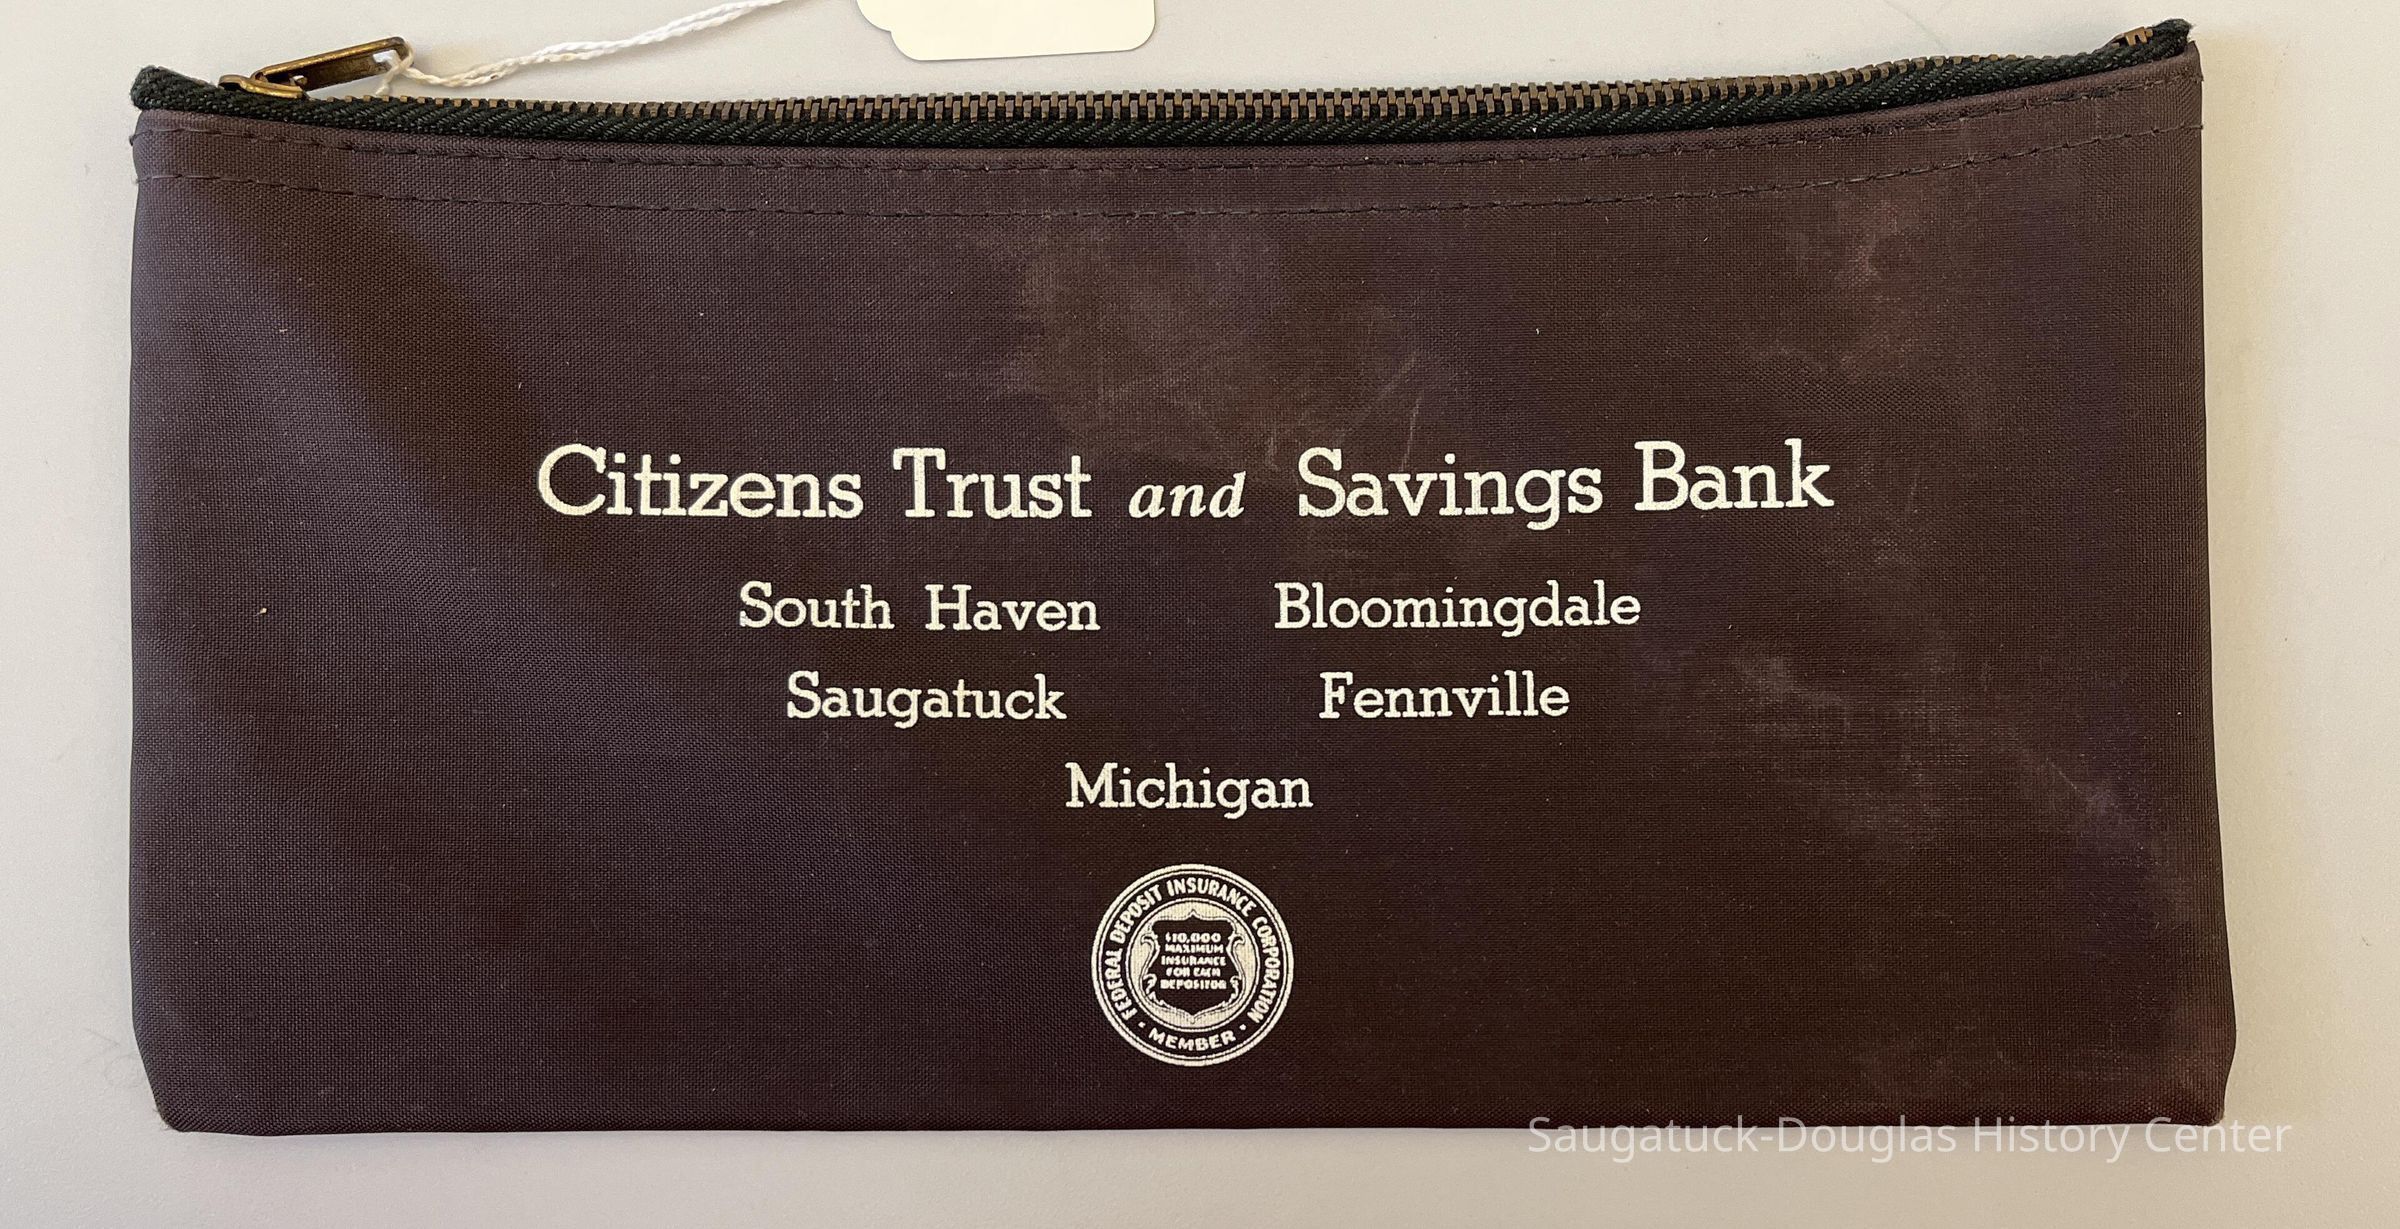 Citizens Trust and Savings Bank
South Haven Bloomingdale
Saugatuck Fennville
Michigan
FEDERAL DEPOSIT INSURANCE CORPORATION
$10,000
MAXIMUM
INSURANCE
FOR EACH
DEPOSITOR
• MEMBER •
Saugatuck-Douglas History Center